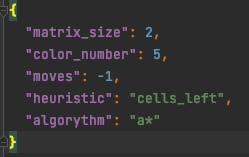 {
"matrix_size": 2,
"color_number": 5,
"moves": -1,
"heuristic": "cells_left",
"algorythm": "a*"
}